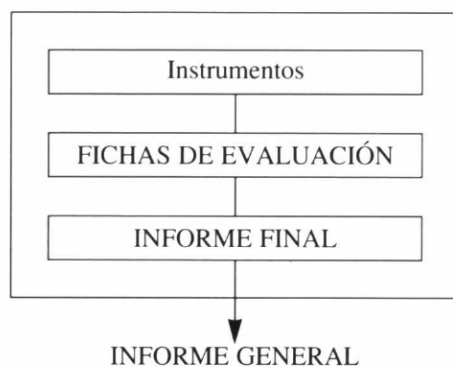 Instrumentos
FICHAS DE EVALUACIÓN
INFORME FINAL
INFORME GENERAL